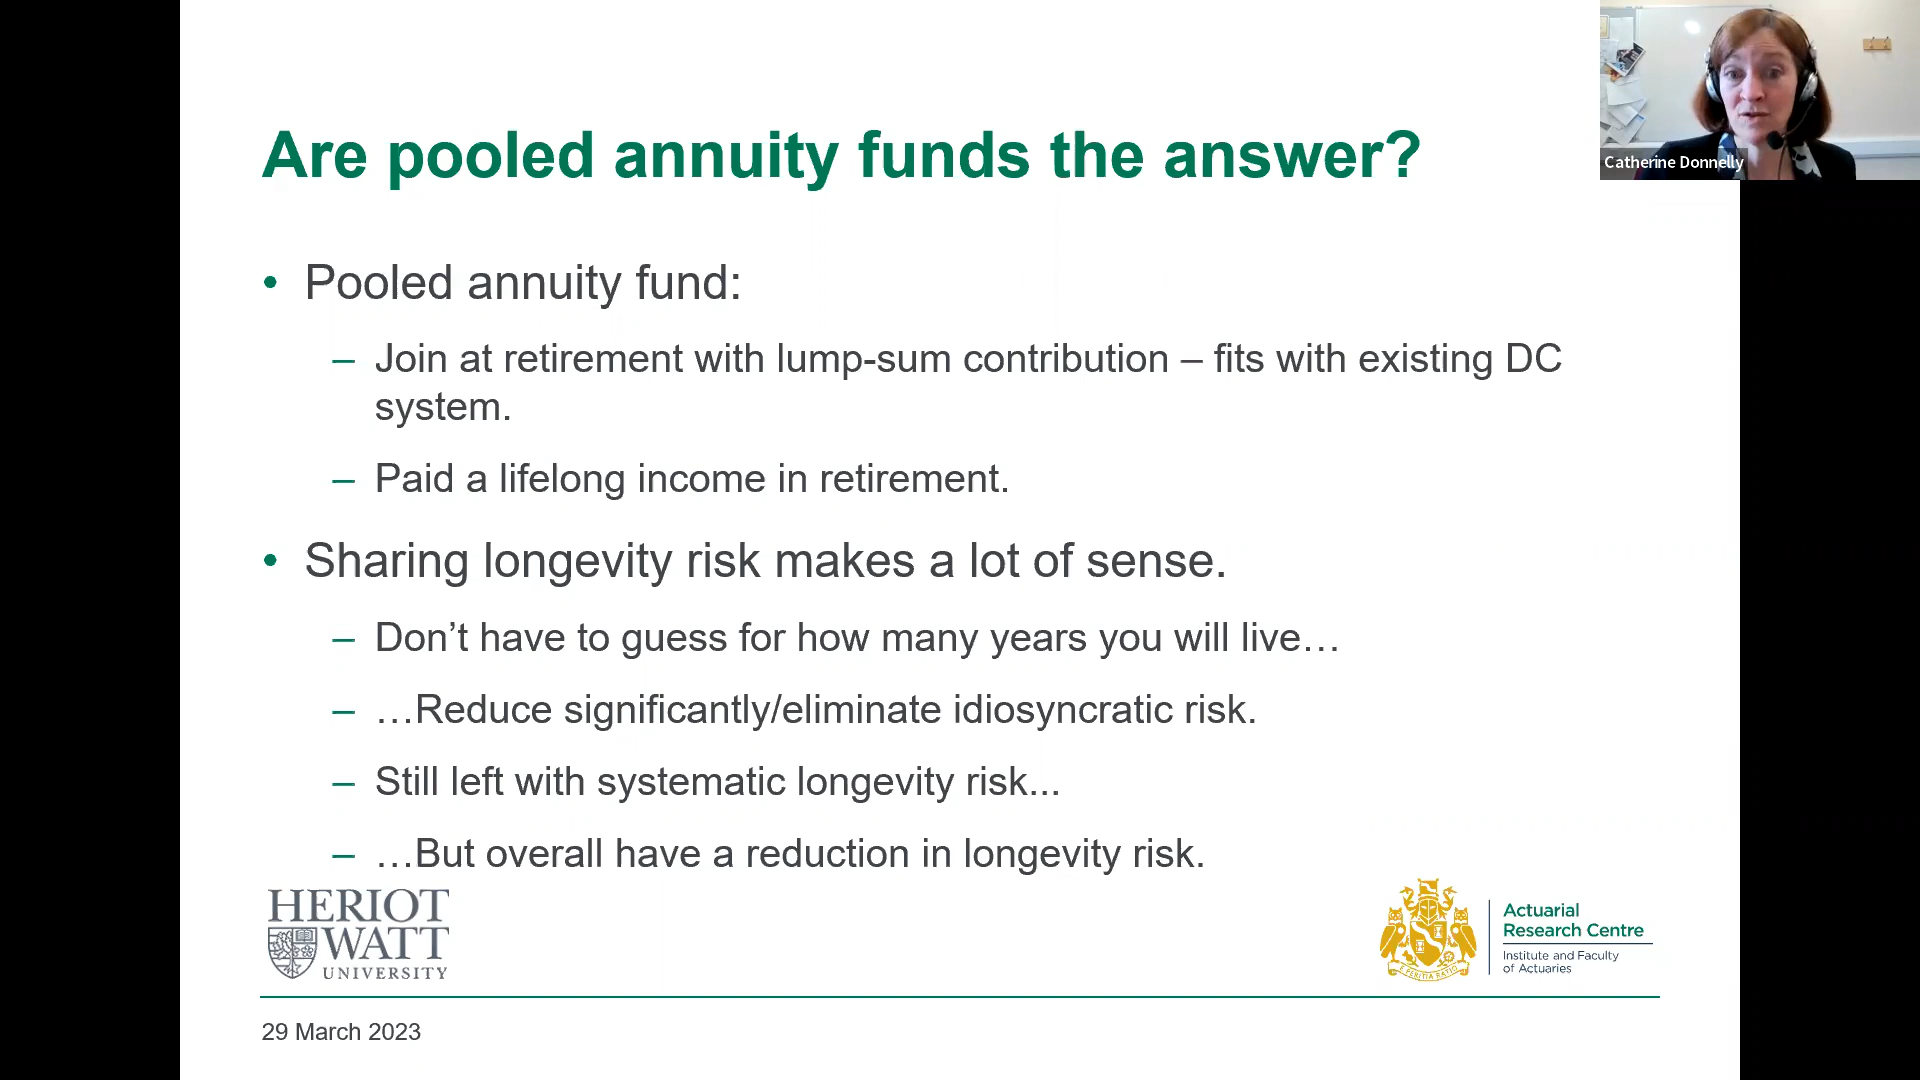 Catherine Donnelly
Are pooled annuity funds the answer?
• Pooled annuity fund:
– Join at retirement with lump-sum contribution – fits with existing DC
system.
– Paid a lifelong income in retirement.
• Sharing longevity risk makes a lot of sense.
– Don’t have to guess for how many years you will live…
– …Reduce significantly/eliminate idiosyncratic risk.
– Still left with systematic longevity risk...
– …But overall have a reduction in longevity risk.
HERIOT
WATT
UNIVERSITY
E PERITIA RATIO
Actuarial
Research Centre
Institute and Faculty
of Actuaries
29 March 2023